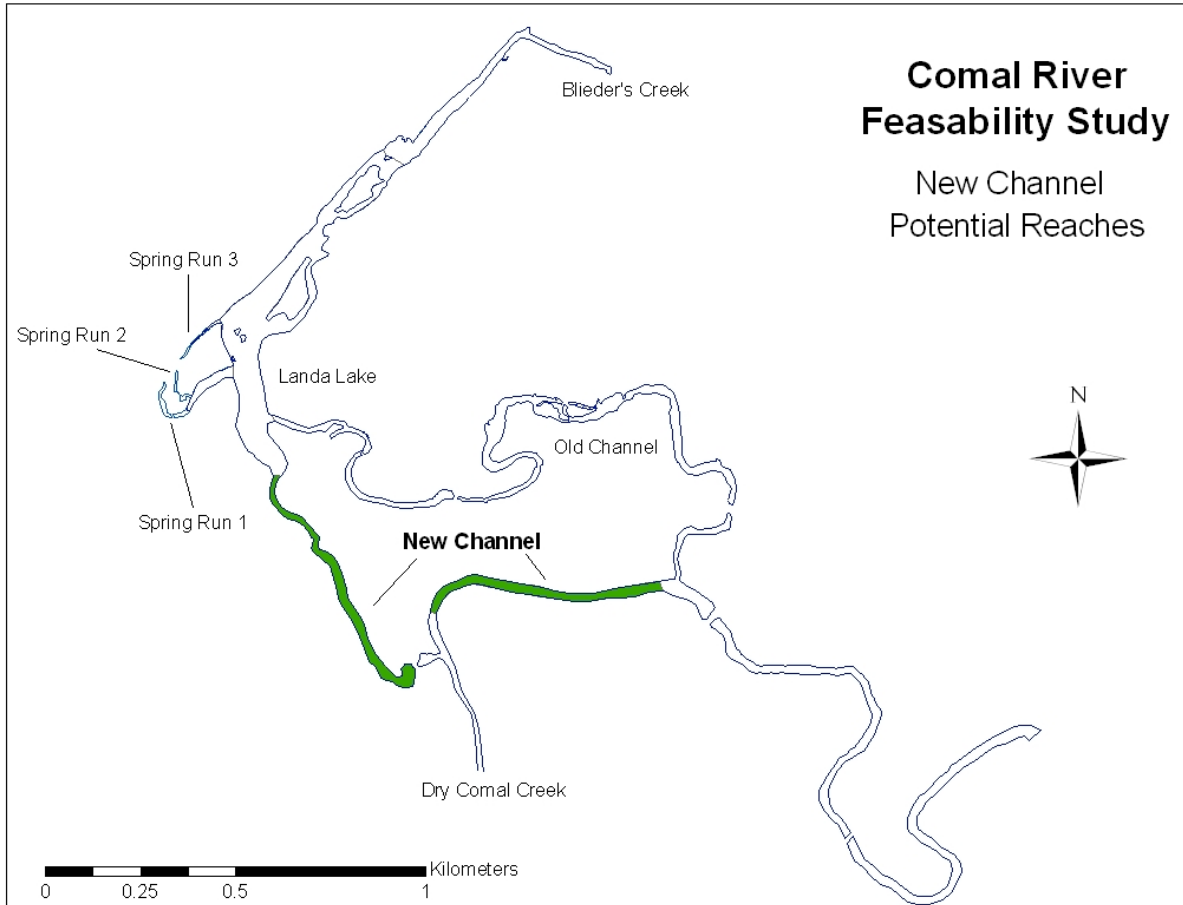 Comal River
Feasability Study
New Channel
Potential Reaches
Blieder's Creek
Spring Run 3
Spring Run 2
Landa Lake
Old Channel
N
Spring Run 1
New Channel
Dry Comal Creek
Kilometers
0 0.25 0.5 1